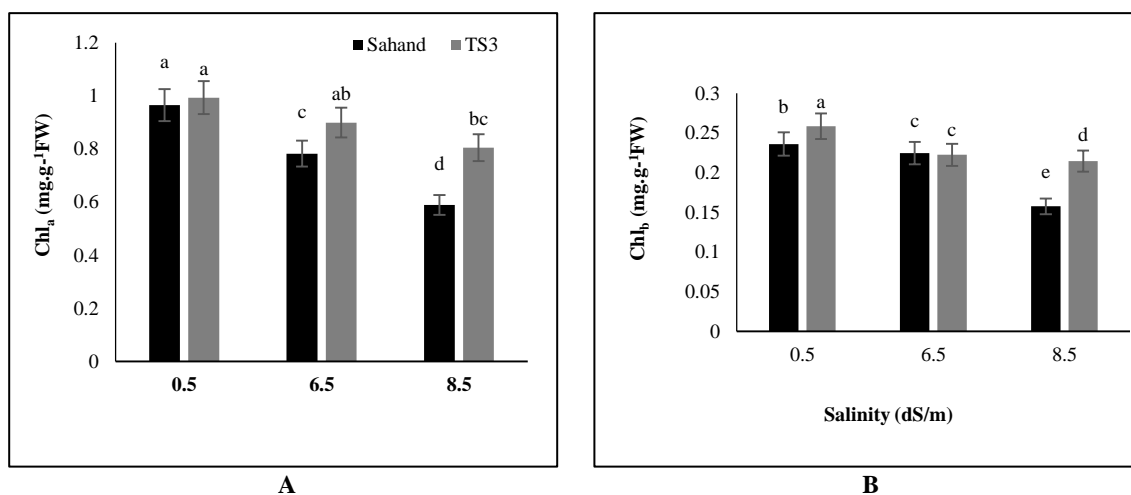 Sahand TS3
Chlₐ (mg.g-¹FW)
1.2
1
0.8
0.6
0.4
0.2
0
a a
c ab
d bc
0.5 6.5 8.5
A
Chl_b (mg.g-¹FW)
0.3
0.25
0.2
0.15
0.1
0.05
0
b a
c c
e d
0.5 6.5 8.5
Salinity (dS/m)
B